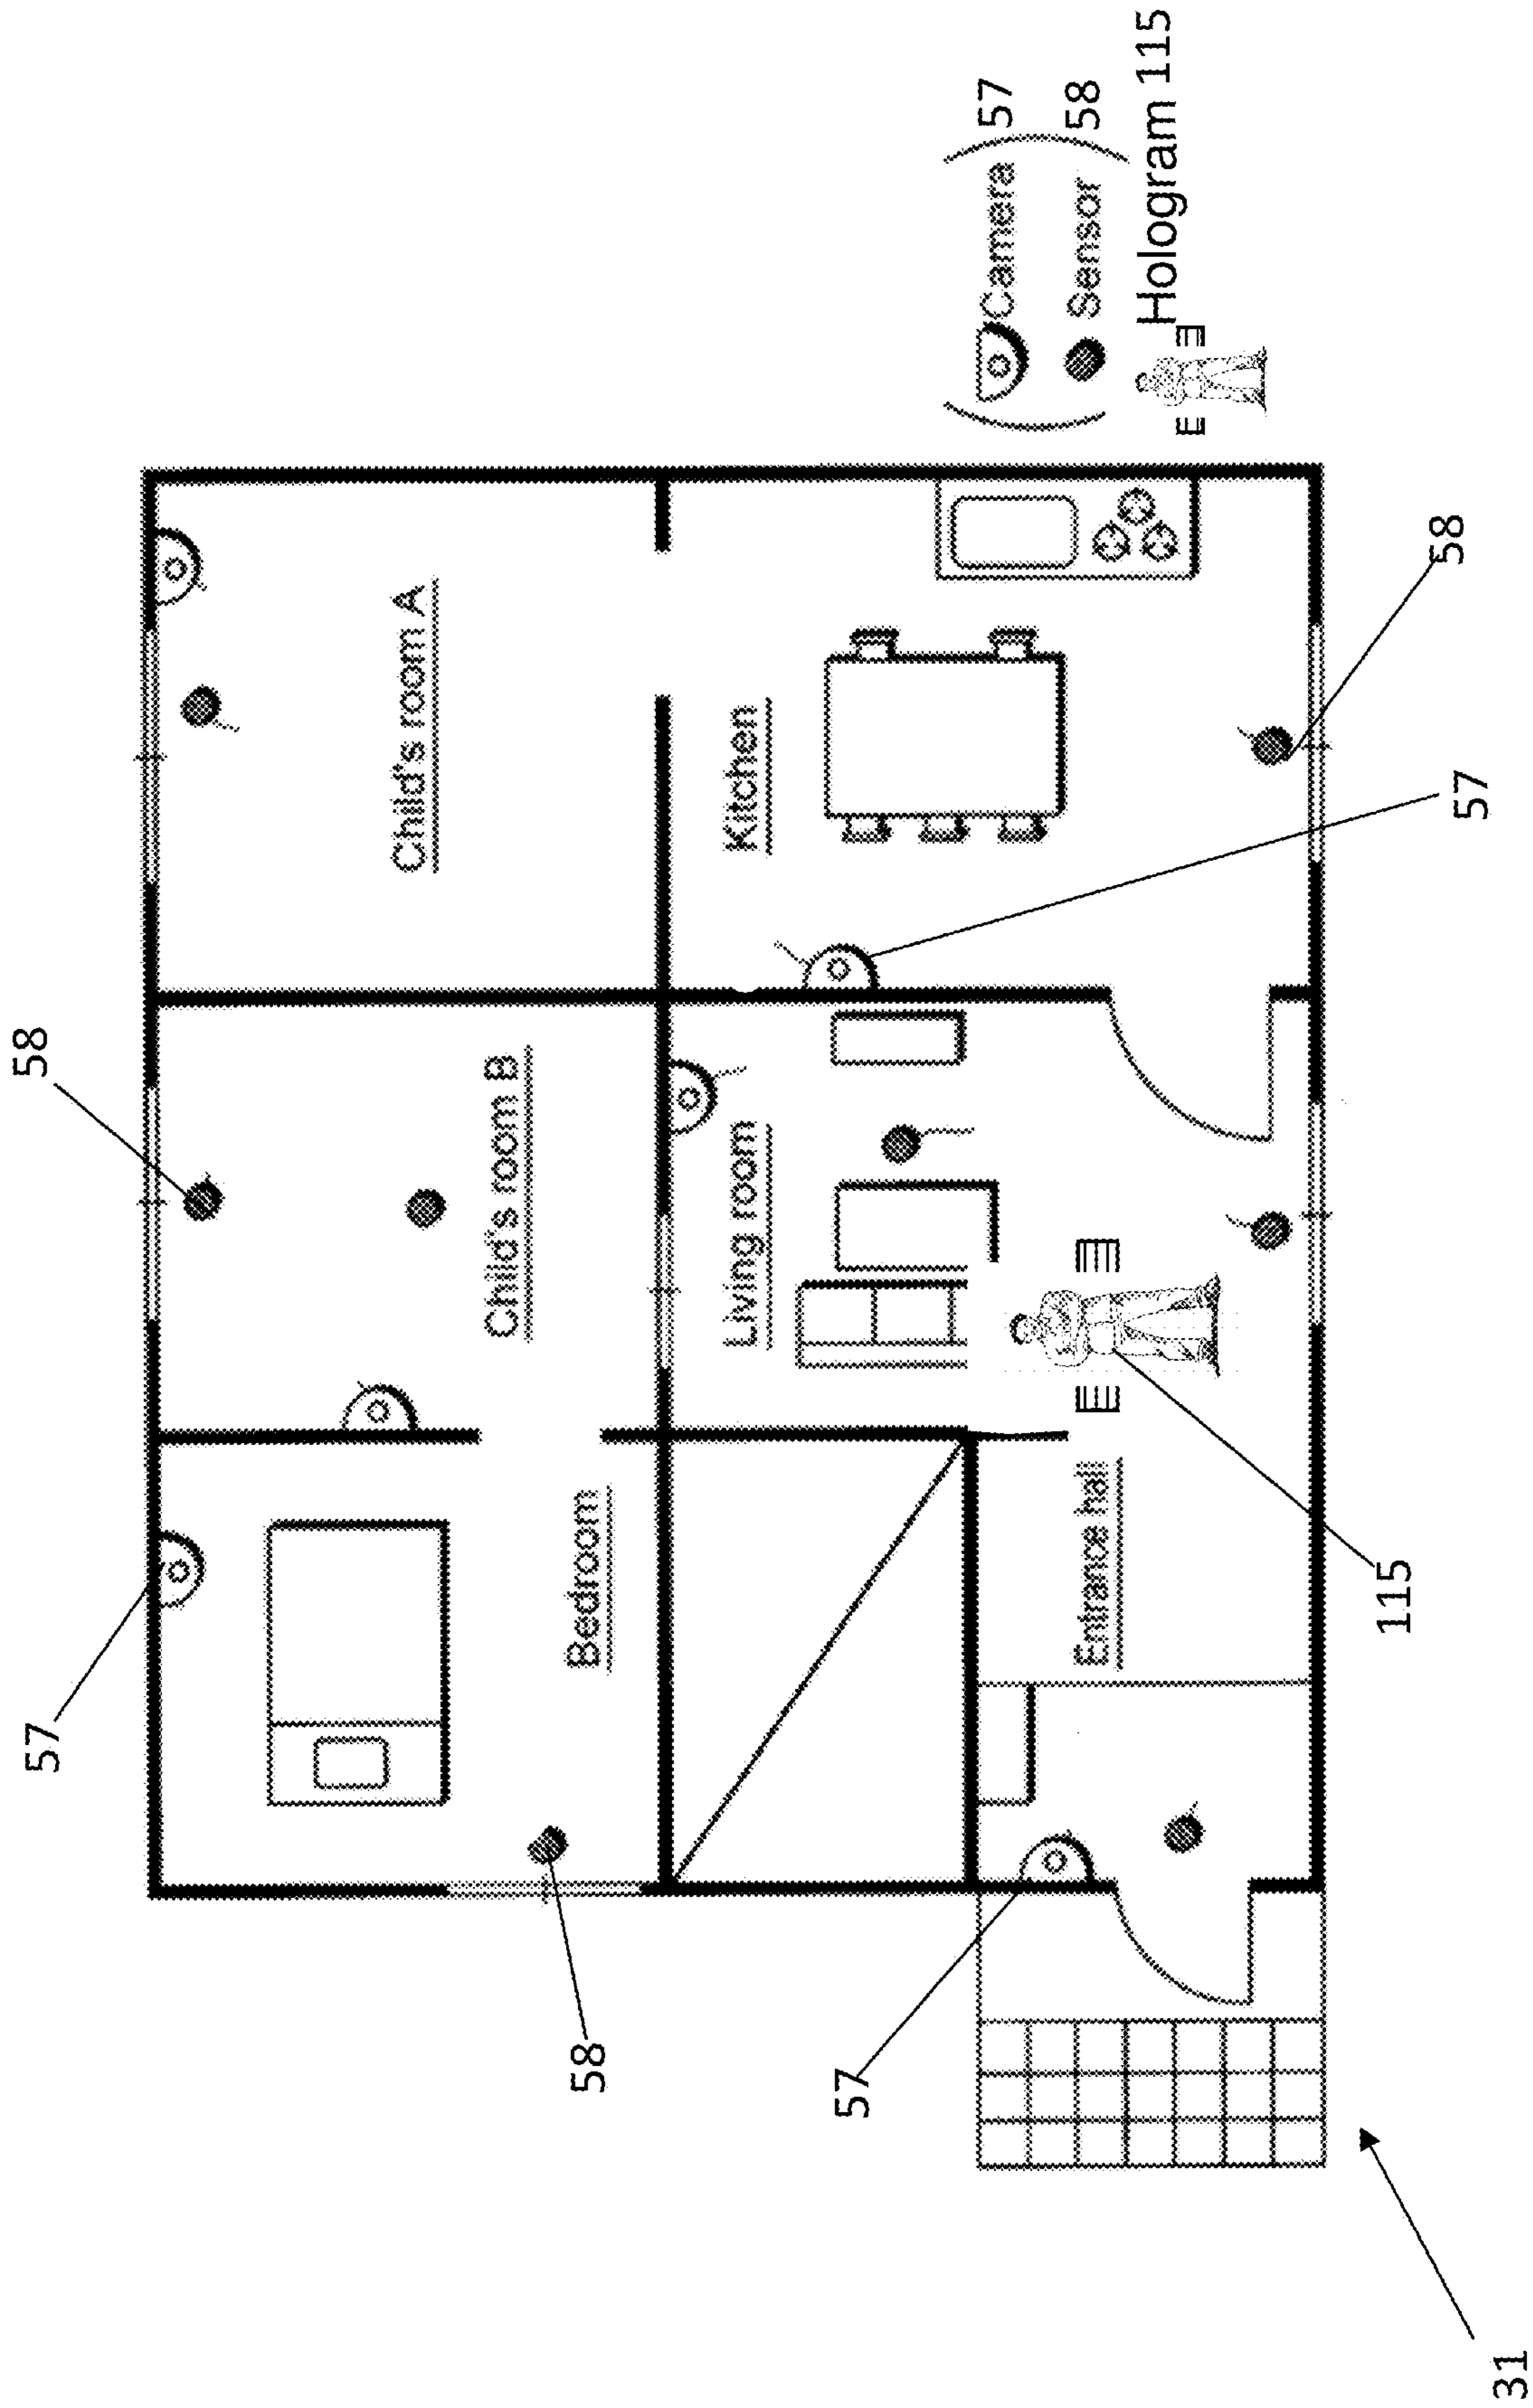 31
57
58
58
57
Bedroom
Child's room B
Child's room A
Living room
Kitchen
Entrance hall
57
115
57
58
Camera 57
Sensor 58
Hologram 115